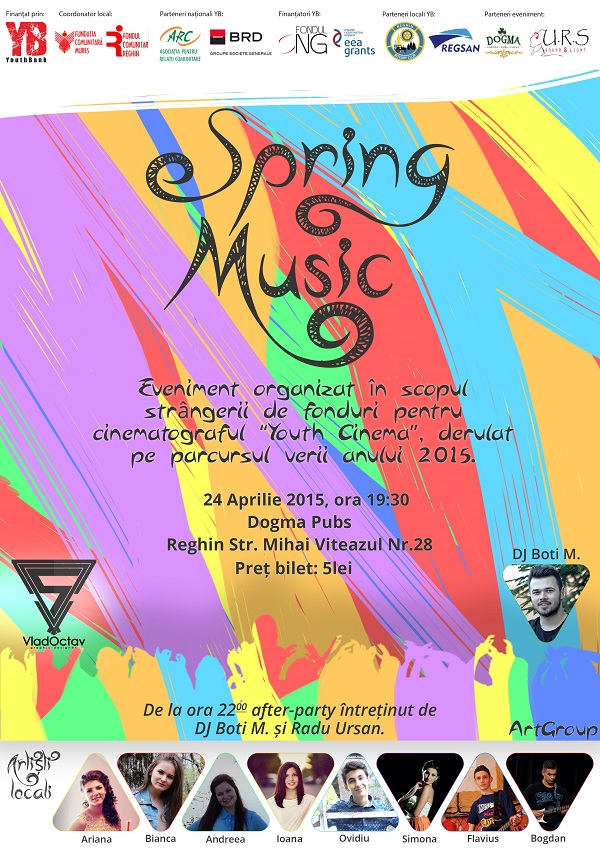 Finanțat prin:
Coordonator local:
Parteneri naționali YB:
Finanțatori YB:
Parteneri locali YB:
Parteneri eveniment:
YB
YouthBank
FUNDAȚIA
COMUNITARĂ
MUREȘ
FONDUL
COMUNITAR
REGHIN
ARC
ASOCIAȚIA PENTRU
RELAȚII COMUNITARE
BRD
GROUPE SOCIETE GENERALE
FONDUL
NG
eea
grants
REGSAN
DOGMA
U.R.S
SOUND & LIGHT
Spring
Music
Eveniment organizat în scopul
strângerii de fonduri pentru
cinematograful "Youth Cinema", derulat
pe parcursul verii anului 2015.
24 Aprilie 2015, ora 19:30
Dogma Pubs
Reghin Str. Mihai Viteazul Nr.28
Preț bilet: 5lei
DJ Boti M.
VladOctav
graphic designer
De la ora 22⁰⁰ after-party întreținut de
DJ Boti M. și Radu Ursan.
ArtGroup
Artiști
locali
Ariana
Bianca
Andreea
Ioana
Ovidiu
Simona
Flavius
Bogdan